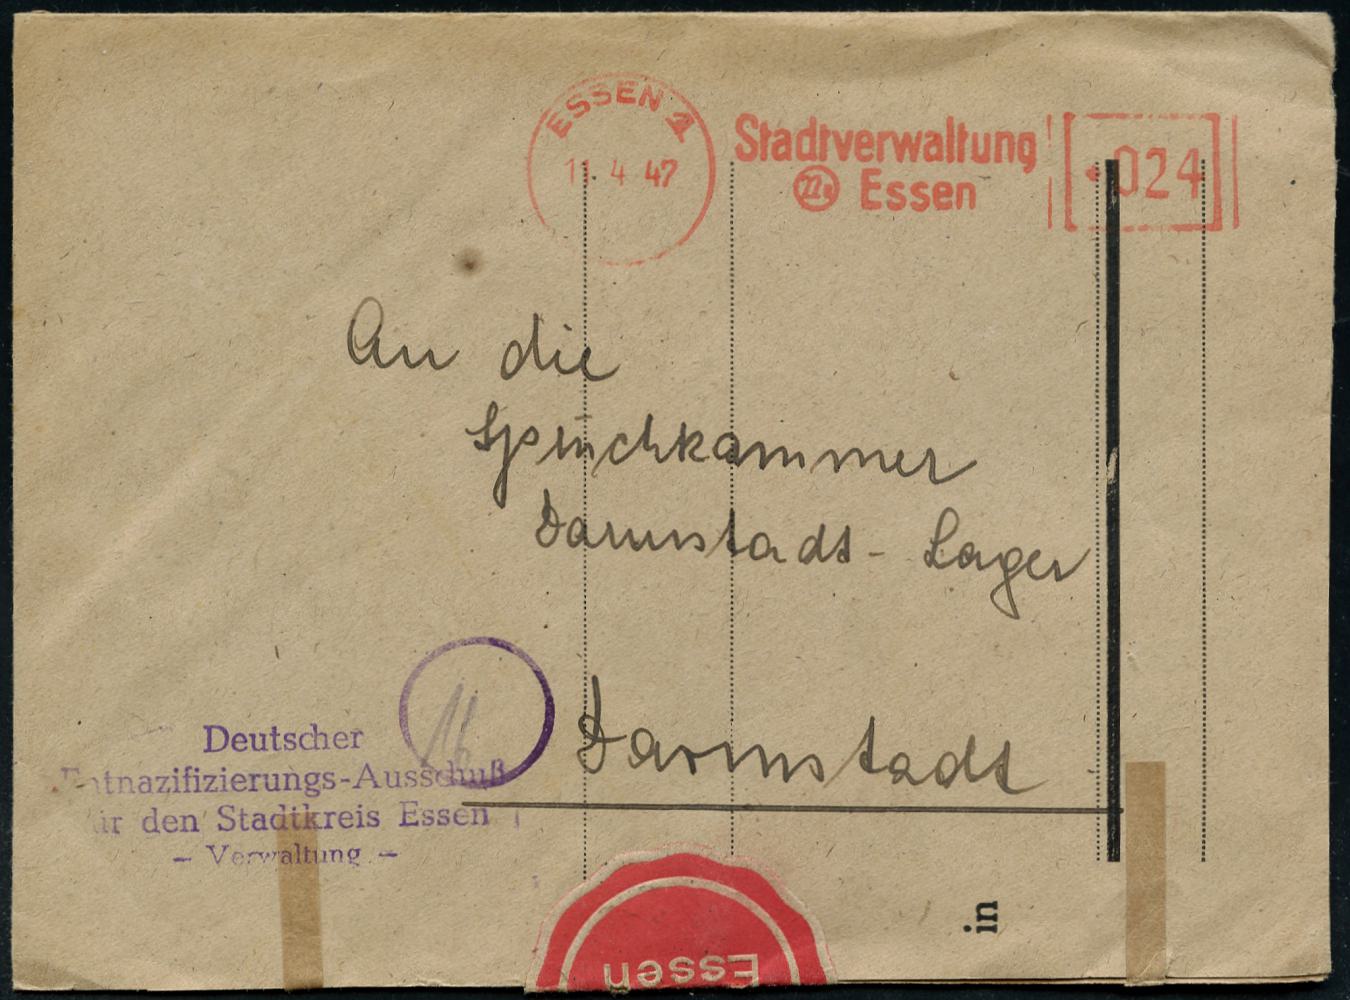 ESSEN 1
11. 4 47
Stadtverwaltung
Essen
024
An die
Spruchkammer
Darmstadt-Lager
Darmstadt
16
Deutscher
Entnazifizierungs-Ausschuß
für den Stadtkreis Essen
– Verwaltung –
in
Essen